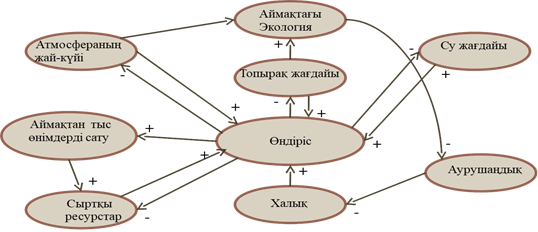 Атмосфераның
жай-күйі
Аймақтағы
Экология
Су жағдайы
+
-
+
-
+
Топырақ жағдайы
-
+
+
Аймақтан тыс
өнімдерді сату
+
Өндіріс
+
-
+
+
+
Аурушаңдық
Сыртқы
ресурстар
-
Халық
-